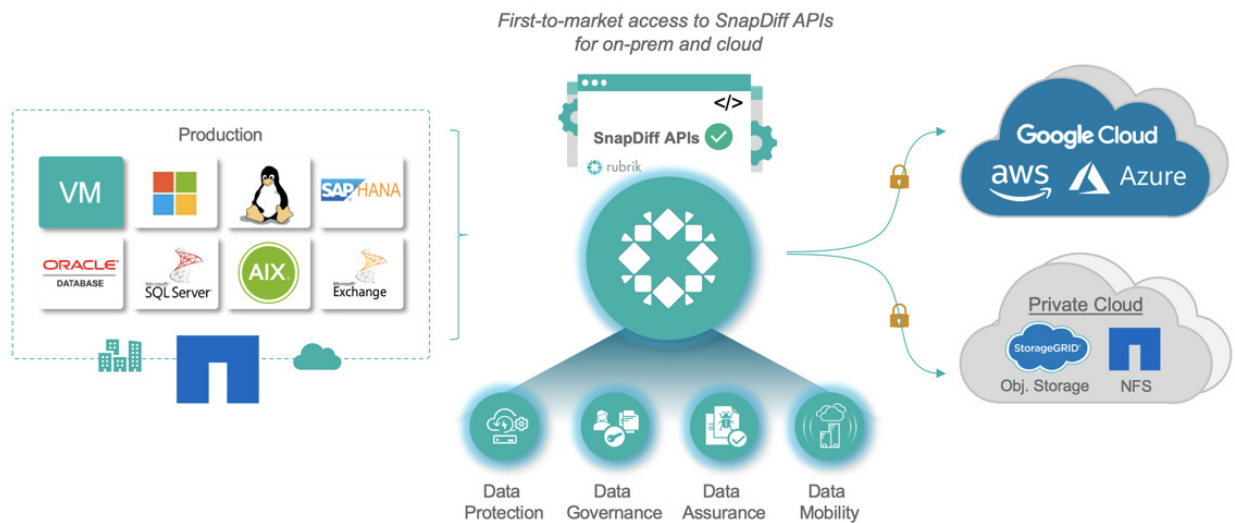 First-to-market access to SnapDiff APIs
for on-prem and cloud
</>
SnapDiff APIs
rubrik
Production
VM
SAP HANA
ORACLE®
DATABASE
Microsoft®
SQL Server®
AIX®
Microsoft®
Exchange
Google Cloud
aws
Azure
Private Cloud
StorageGRID®
Obj. Storage
NFS
Data
Protection
Data
Governance
Data
Assurance
Data
Mobility